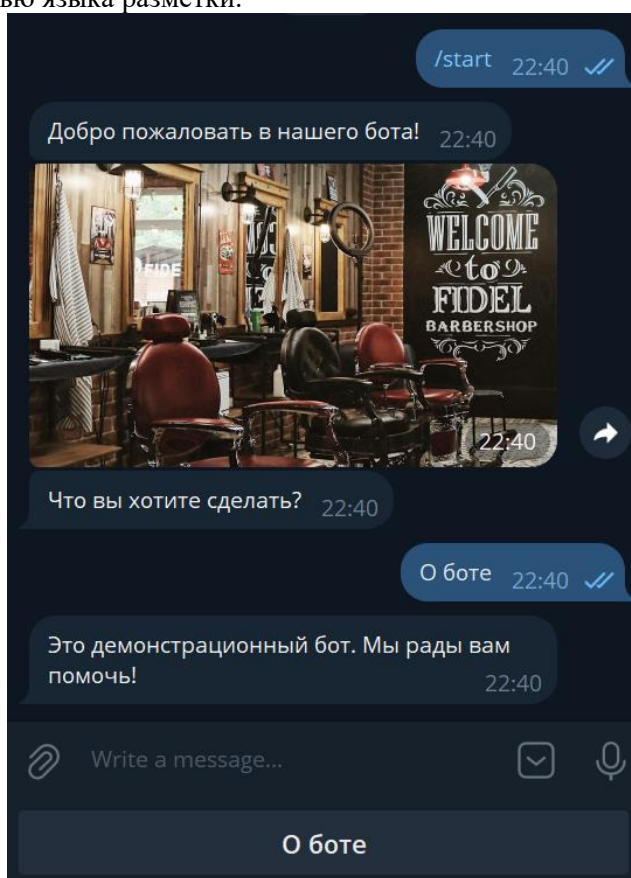 ью языка разметки.
/start 22:40
Добро пожаловать в нашего бота! 22:40
WELCOME
to
FIDEL
BARBERSHOP
FIDE
22:40
Что вы хотите сделать? 22:40
О боте 22:40
Это демонстрационный бот. Мы рады вам
помочь! 22:40
Write a message...
О боте